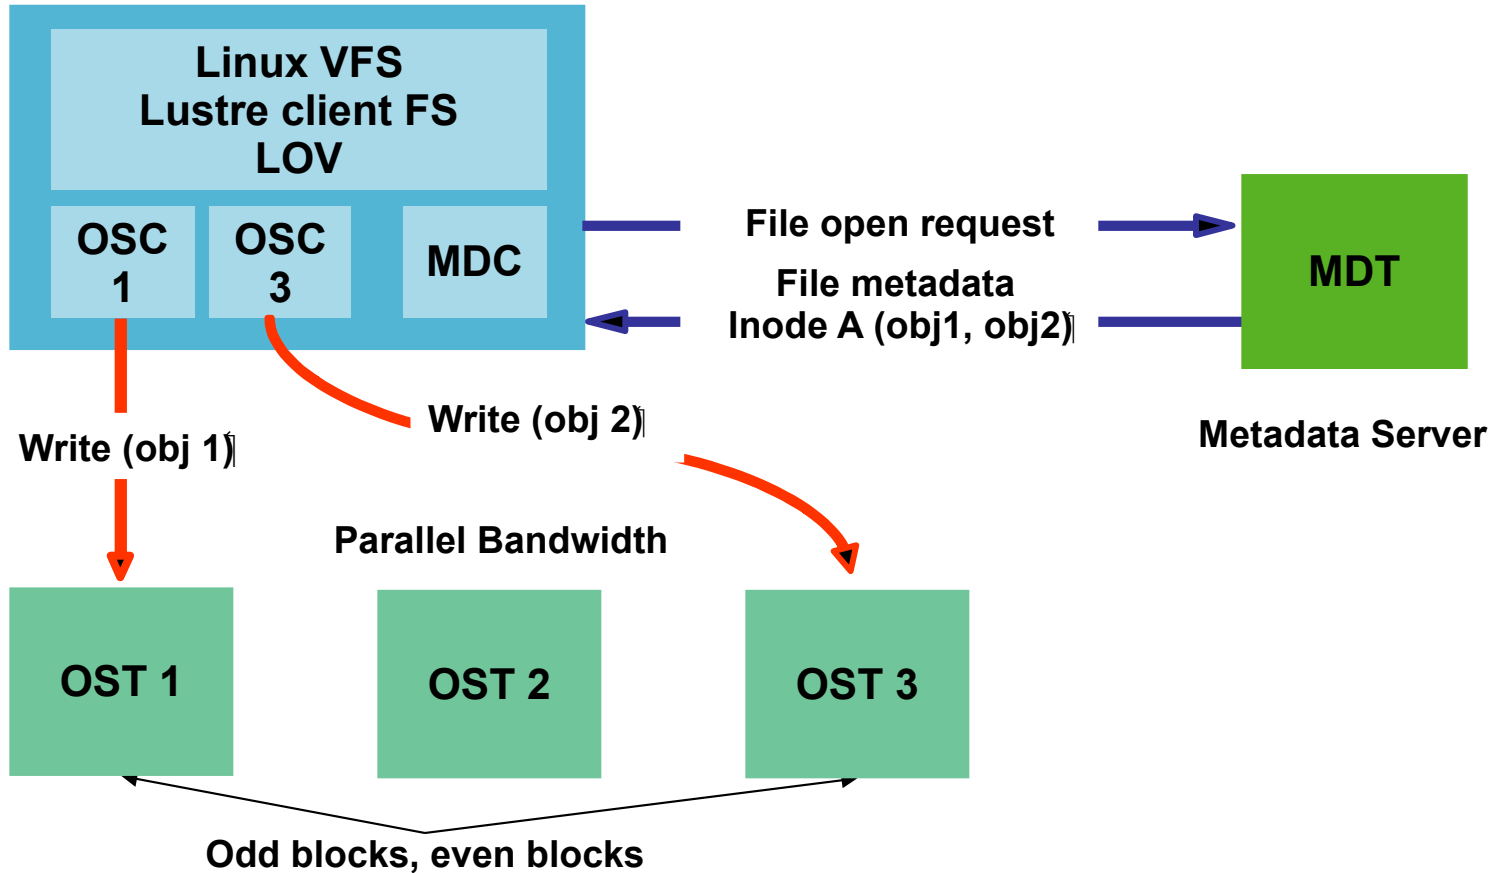 Linux VFS
Lustre client FS
LOV
OSC
1
OSC
3
MDC
File open request
File metadata
Inode A (obj1, obj2)
MDT
Metadata Server
Write (obj 1)
Write (obj 2)
Parallel Bandwidth
OST 1
OST 2
OST 3
Odd blocks, even blocks